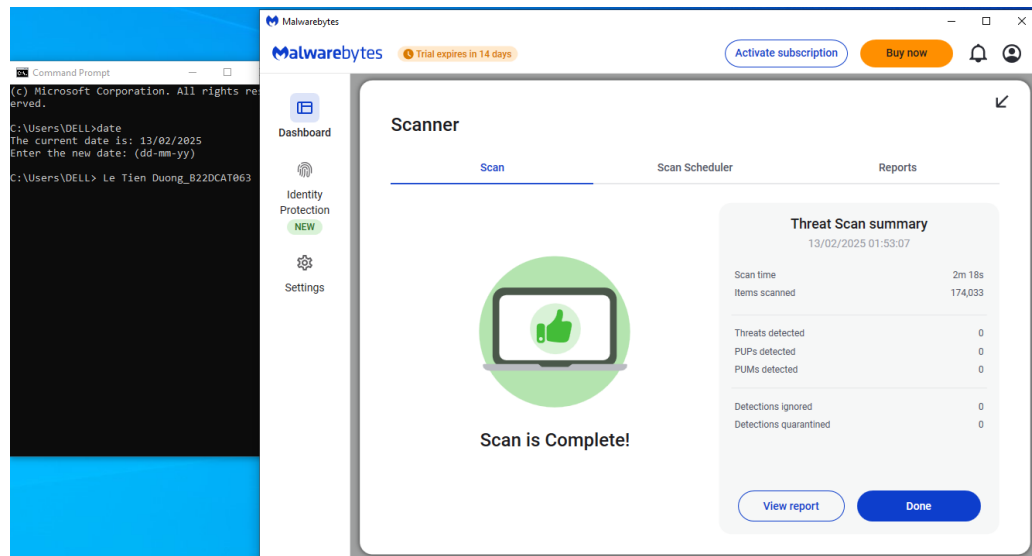 Malwarebytes
Malwarebytes
Trial expires in 14 days
Activate subscription
Buy now
Command Prompt
(c) Microsoft Corporation. All rights re
erved.
C:\Users\DELL>date
The current date is: 13/02/2025
Enter the new date: (dd-mm-yy)
C:\Users\DELL> Le Tien Duong_B22DCAT063
Dashboard
Identity
Protection
NEW
Settings
Scanner
Scan
Scan Scheduler
Reports
Scan is Complete!
Threat Scan summary
13/02/2025 01:53:07
Scan time 2m 18s
Items scanned 174,033
Threats detected 0
PUPs detected 0
PUMs detected 0
Detections ignored 0
Detections quarantined 0
View report
Done